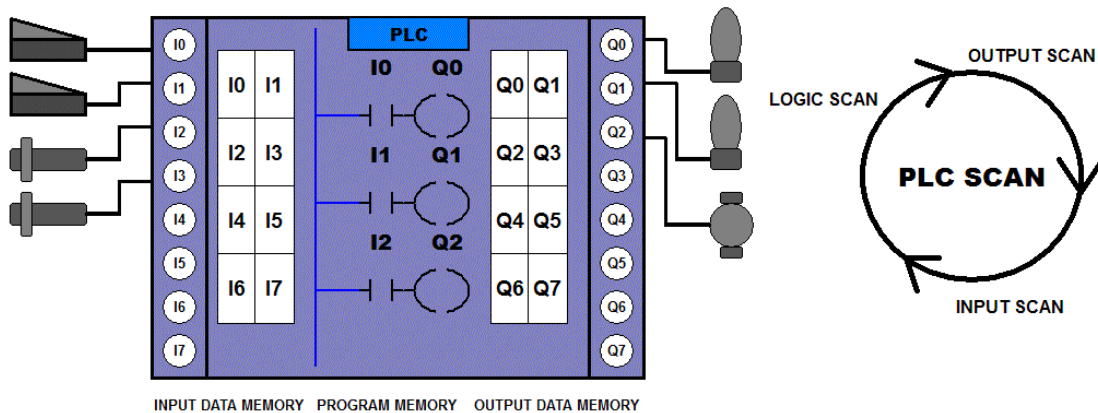 PLC
I0
I1
I2
I3
I4
I5
I6
I7
I0 I1
I2 I3
I4 I5
I6 I7
I0 Q0
I1 Q1
I2 Q2
Q0 Q1
Q2 Q3
Q4 Q5
Q6 Q7
Q0
Q1
Q2
Q3
Q4
Q5
Q6
Q7
INPUT DATA MEMORY
PROGRAM MEMORY
OUTPUT DATA MEMORY
OUTPUT SCAN
LOGIC SCAN
PLC SCAN
INPUT SCAN